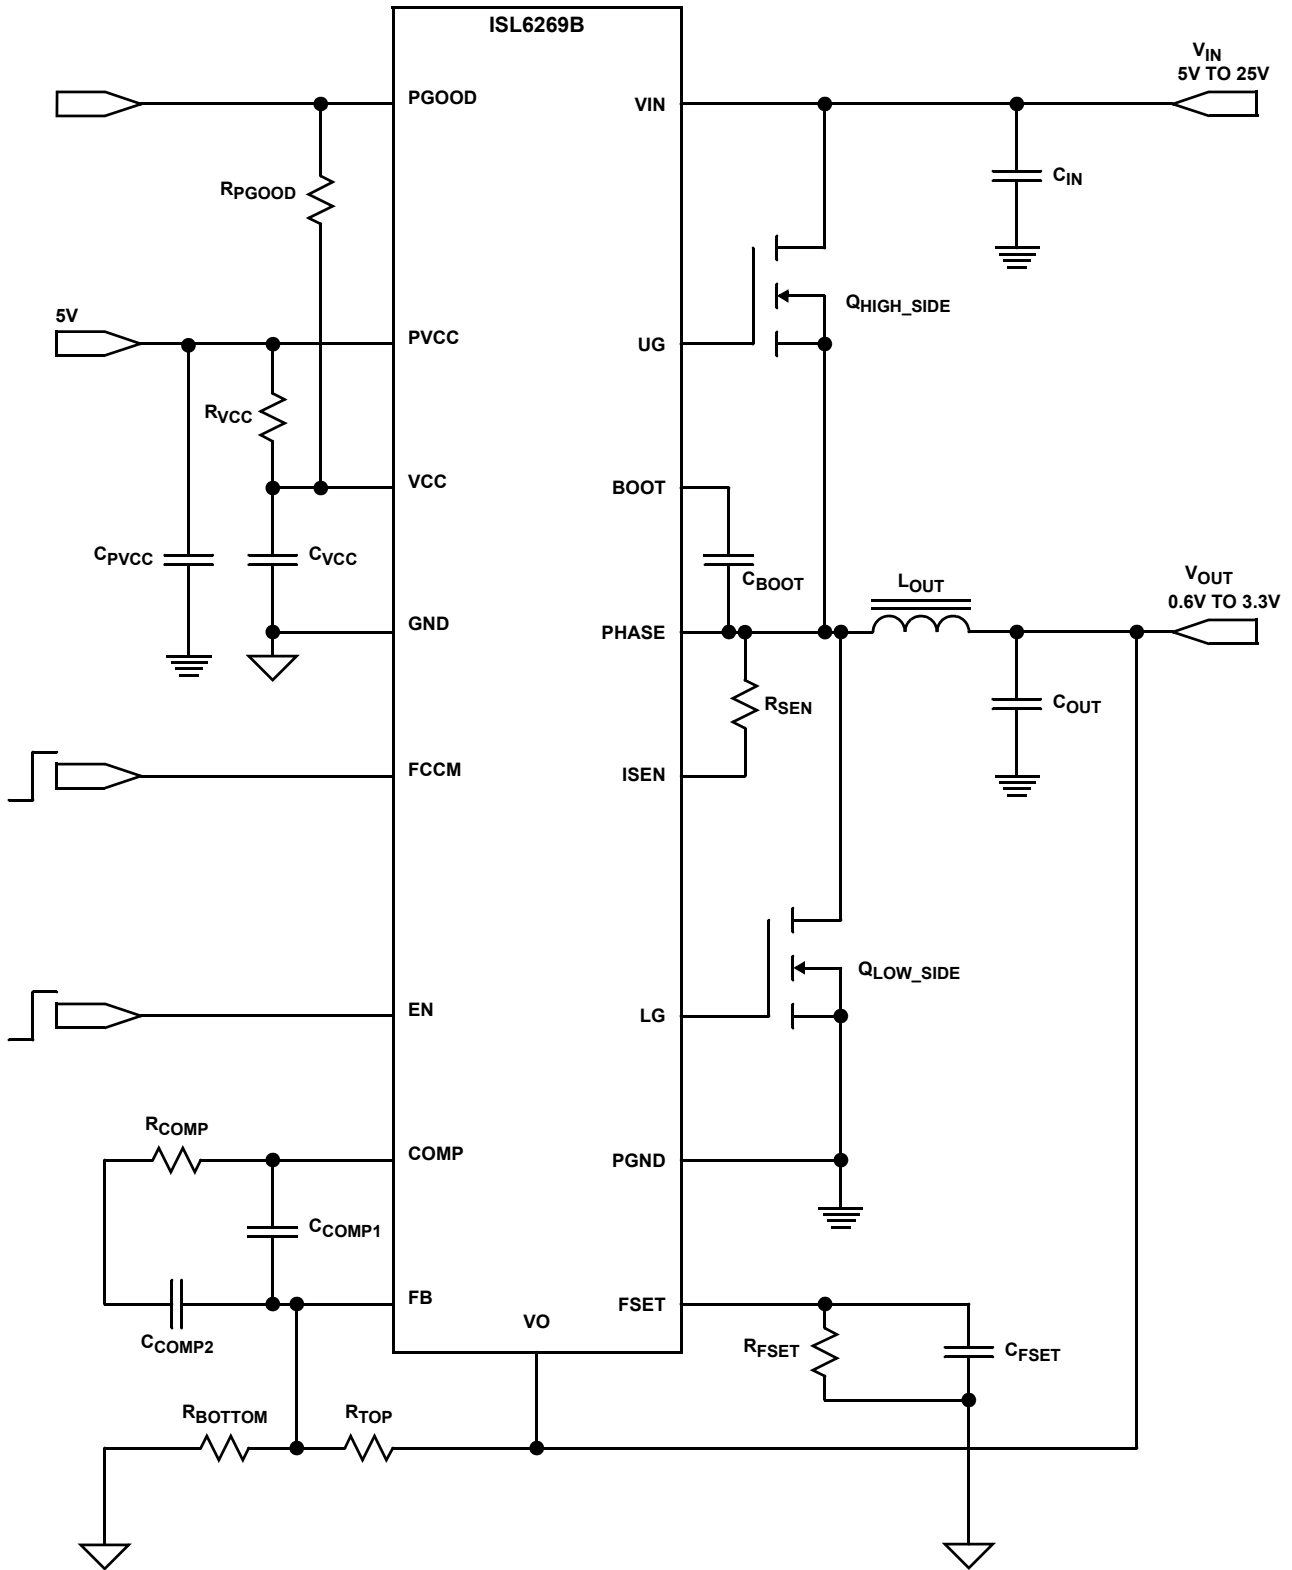 ISL6269B
V_IN
5V TO 25V
PGOOD
VIN
R_PGOOD
C_IN
Q_HIGH_SIDE
5V
PVCC
UG
R_VCC
VCC
BOOT
C_PVCC
C_VCC
C_BOOT
L_OUT
V_OUT
0.6V TO 3.3V
GND
PHASE
R_SEN
C_OUT
FCCM
ISEN
Q_LOW_SIDE
EN
LG
R_COMP
COMP
PGND
C_COMP1
FB
FSET
VO
C_COMP2
R_FSET
C_FSET
R_BOTTOM
R_TOP